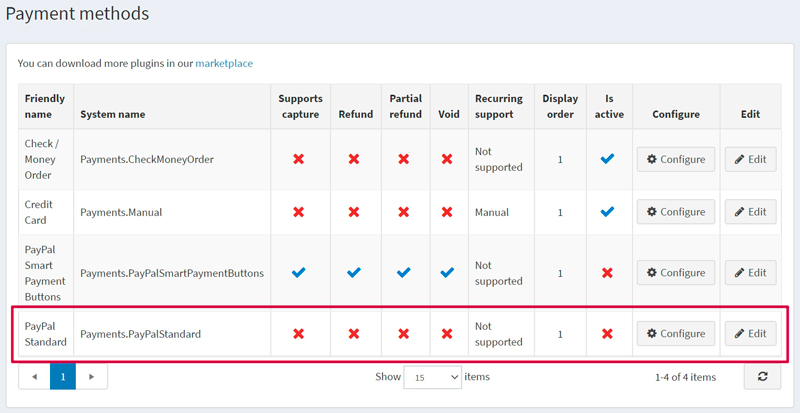 Payment methods
You can download more plugins in our marketplace
Friendly name System name Supports capture Refund Partial refund Void Recurring support Display order Is active Configure Edit
Check / Money Order Payments.CheckMoneyOrder Not supported 1 Configure Edit
Credit Card Payments.Manual Manual 1 Configure Edit
PayPal Smart Payment Buttons Payments.PayPalSmartPaymentButtons Not supported 1 Configure Edit
PayPal Standard Payments.PayPalStandard Not supported 1 Configure Edit
1 Show 15 items 1-4 of 4 items